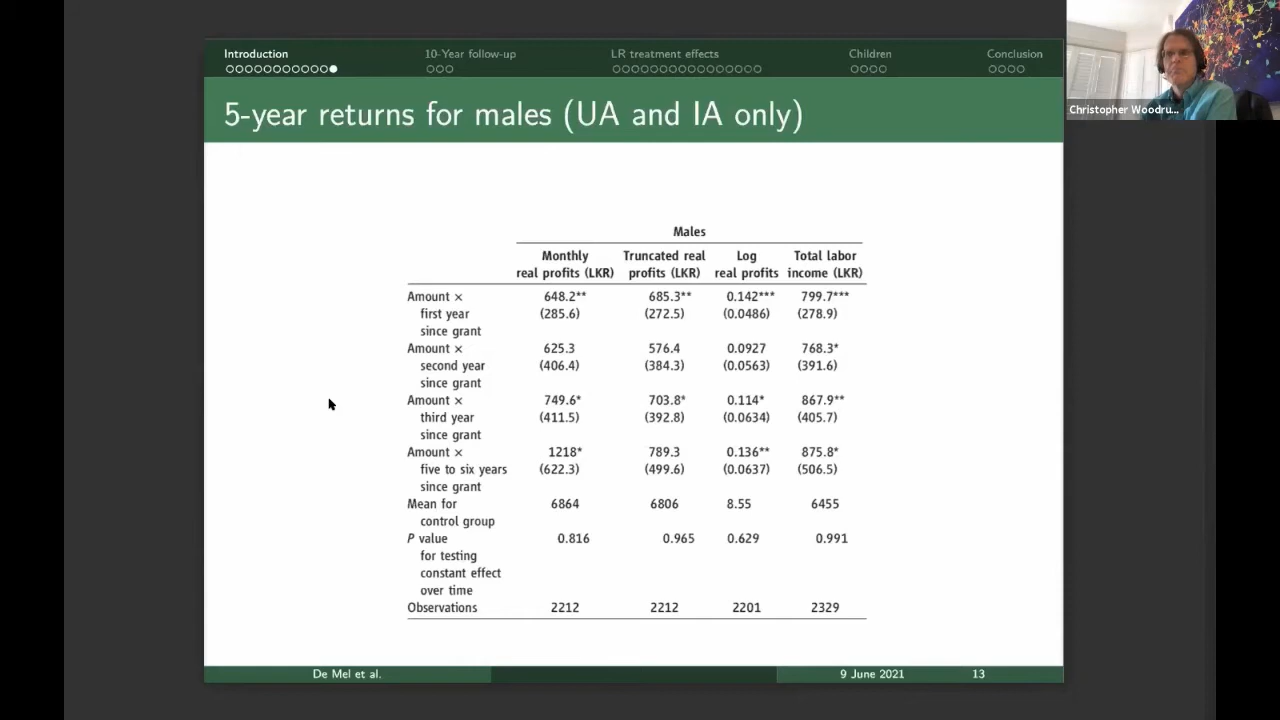 Introduction 10-Year follow-up LR treatment effects Children Conclusion
5-year returns for males (UA and IA only)
Christopher Woodru...
Males
Monthly Truncated real Log Total labor
real profits (LKR) profits (LKR) real profits income (LKR)
Amount × 648.2** 685.3** 0.142*** 799.7***
first year (285.6) (272.5) (0.0486) (278.9)
since grant
Amount × 625.3 576.4 0.0927 768.3*
second year (406.4) (384.3) (0.0563) (391.6)
since grant
Amount × 749.6* 703.8* 0.114* 867.9**
third year (411.5) (392.8) (0.0634) (405.7)
since grant
Amount × 1218* 789.3 0.136** 875.8*
five to six years (622.3) (499.6) (0.0637) (506.5)
since grant
Mean for 6864 6806 8.55 6455
control group
P value 0.816 0.965 0.629 0.991
for testing
constant effect
over time
Observations 2212 2212 2201 2329
De Mel et al. 9 June 2021 13